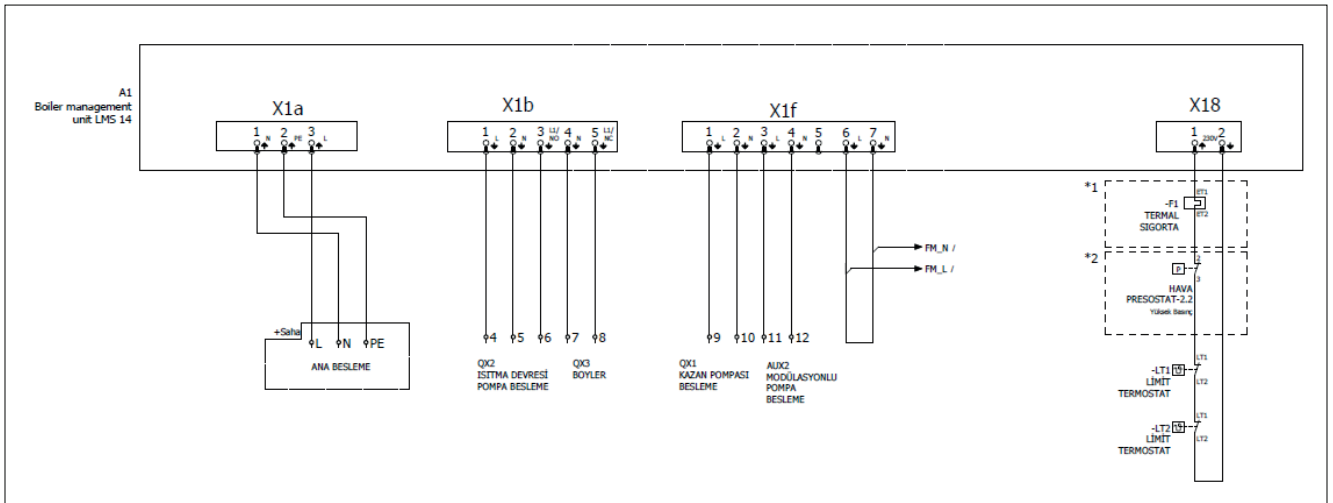 A1
Boiler management
unit LMS 14
X1a
1 N 2 PE 3 L
X1b
1 L 2 N 3 L1/NO 4 N 5 L1/NC
X1f
1 L 2 N 3 L 4 N 5 6 L 7 N
X18
1 230V 2
*1
ET1
-F1
ET2
TERMAL
SIGORTA
*2
2
P
3
HAVA
PRESOSTAT-2.2
Yüksek Basınç
FM_N /
FM_L /
+Saha
L N PE
ANA BESLEME
4 5 6 7 8
QX2
ISITMA DEVRESİ
POMPA BESLEME
QX3
BOYLER
9 10 11 12
QX1
KAZAN POMPASI
BESLEME
AUX2
MODÜLASYONLU
POMPA
BESLEME
LT1
-LT1
LT2
LİMİT
TERMOSTAT
LT1
-LT2
LT2
LİMİT
TERMOSTAT